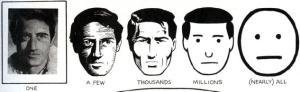 ONE
A FEW
THOUSANDS
MILLIONS
(NEARLY) ALL